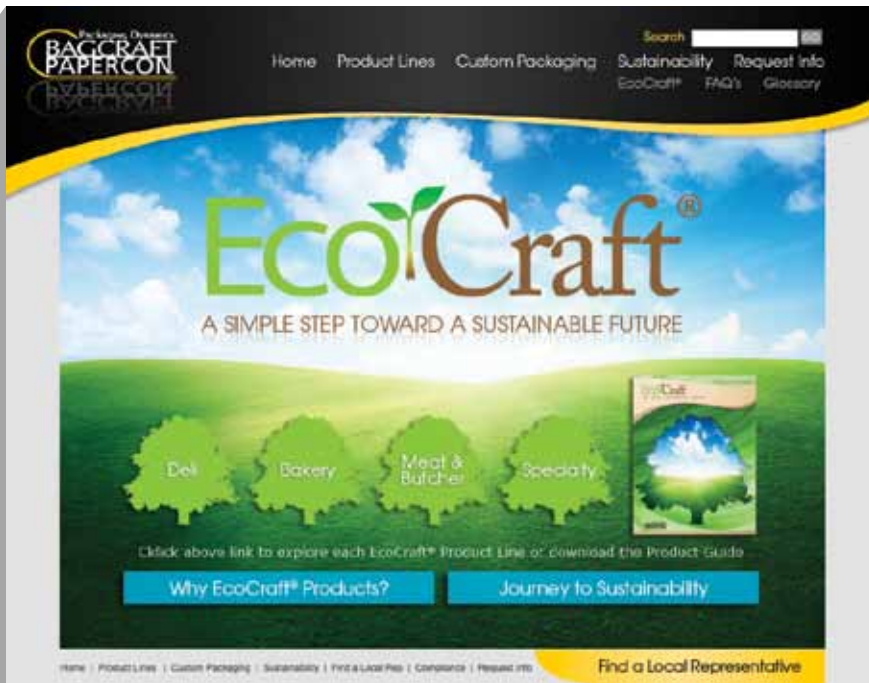 Packaging Dynamics
BAGCRAFT
PAPERCON
Search GO
Home Product Lines Custom Packaging Sustainability Request Info
EcoCraft® FAQ's Glossary
EcoCraft®
A SIMPLE STEP TOWARD A SUSTAINABLE FUTURE
EcoCraft
Deli Bakery Meat & Butcher Specialty
Cklick above link to explore each EcoCraft® Product Line or download the Product Guide
Why EcoCraft® Products? Journey to Sustainability
Home | Product Lines | Custom Packaging | Sustainability | Find a Local Rep | Compliance | Request Info
Find a Local Representative